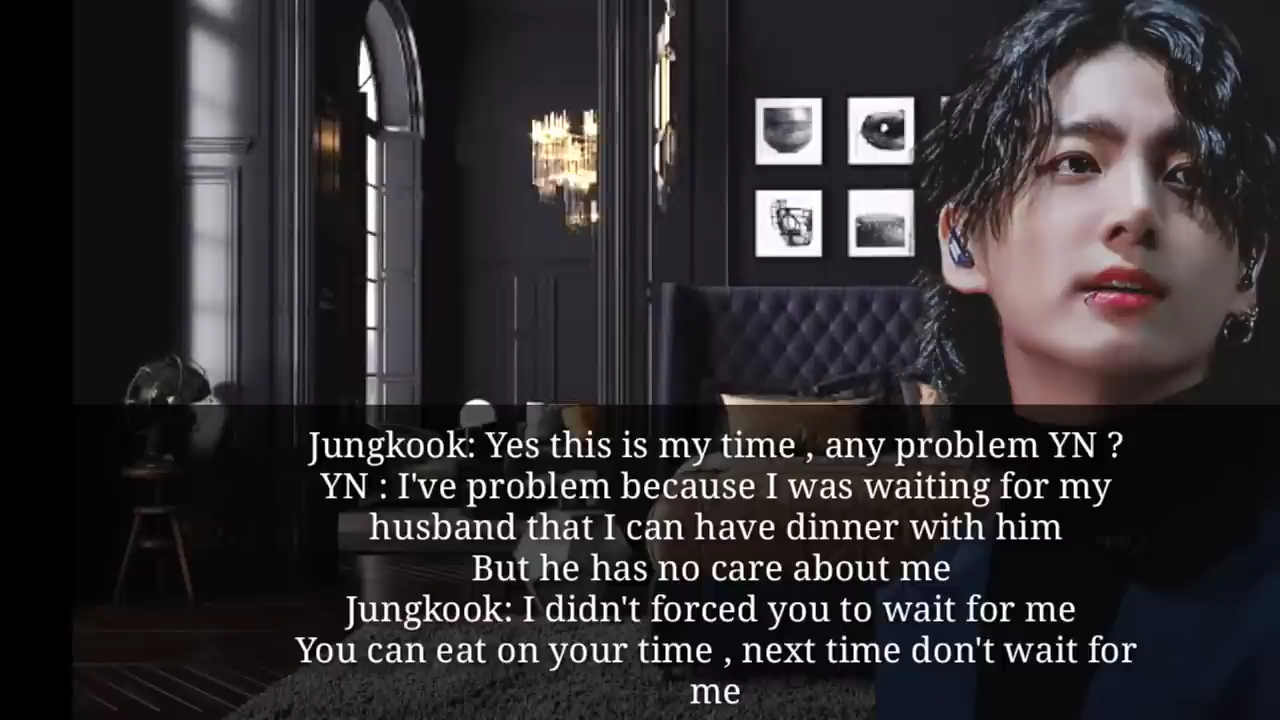 Jungkook: Yes this is my time , any problem YN ?
YN : I've problem because I was waiting for my
husband that I can have dinner with him
But he has no care about me
Jungkook: I didn't forced you to wait for me
You can eat on your time , next time don't wait for
me